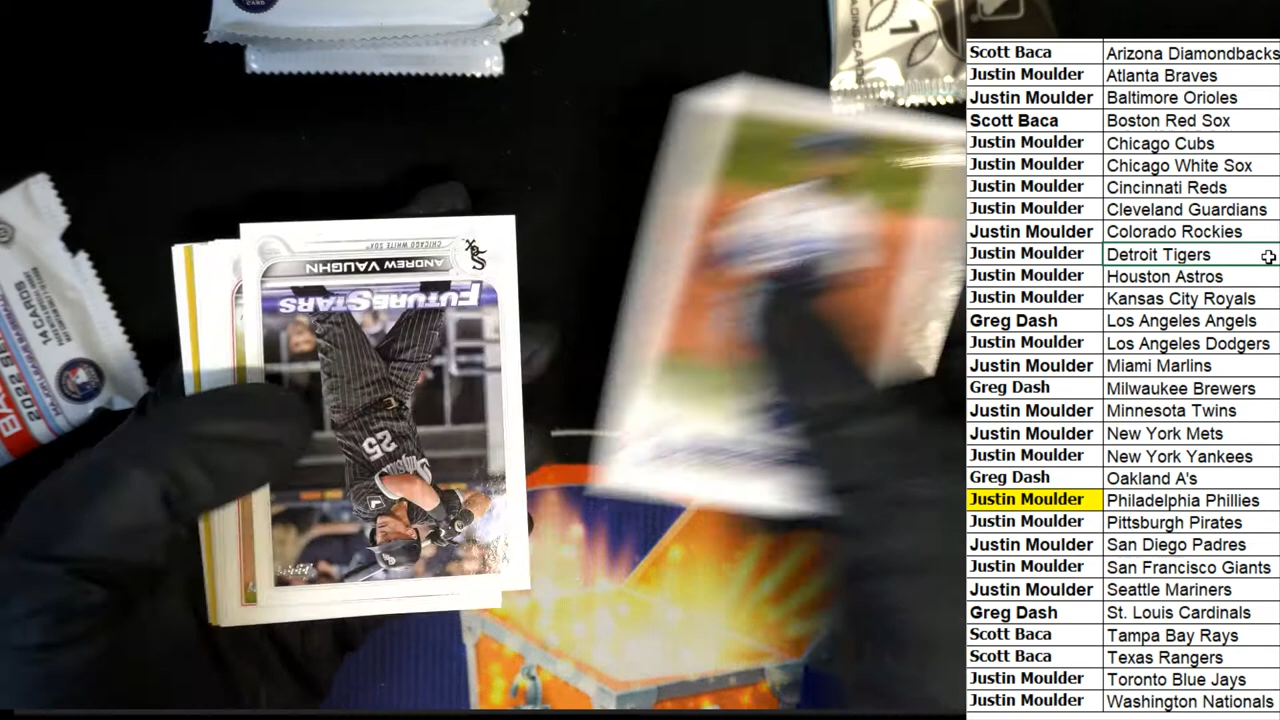 CARD
CHICAGO WHITE SOX
ANDREW VAUGHN
FUTURE STARS
25
14 CARDS
2022
1
Scott Baca Arizona Diamondbacks
Justin Moulder Atlanta Braves
Justin Moulder Baltimore Orioles
Scott Baca Boston Red Sox
Justin Moulder Chicago Cubs
Justin Moulder Chicago White Sox
Justin Moulder Cincinnati Reds
Justin Moulder Cleveland Guardians
Justin Moulder Colorado Rockies
Justin Moulder Detroit Tigers
Justin Moulder Houston Astros
Justin Moulder Kansas City Royals
Greg Dash Los Angeles Angels
Justin Moulder Los Angeles Dodgers
Justin Moulder Miami Marlins
Greg Dash Milwaukee Brewers
Justin Moulder Minnesota Twins
Justin Moulder New York Mets
Justin Moulder New York Yankees
Greg Dash Oakland A's
Justin Moulder Philadelphia Phillies
Justin Moulder Pittsburgh Pirates
Justin Moulder San Diego Padres
Justin Moulder San Francisco Giants
Justin Moulder Seattle Mariners
Greg Dash St. Louis Cardinals
Scott Baca Tampa Bay Rays
Scott Baca Texas Rangers
Justin Moulder Toronto Blue Jays
Justin Moulder Washington Nationals